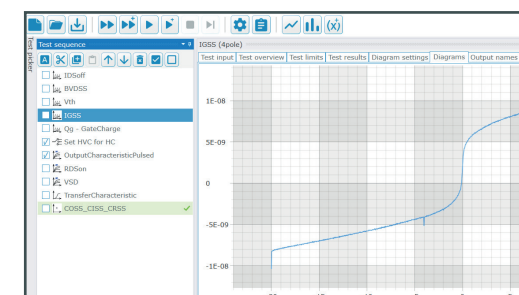 Test picker
Test sequence
IDSoff
BVDSS
Vth
IGSS
Qg - GateCharge
Set HVC for HC
OutputCharacteristicPulsed
RDSon
VSD
TransferCharacteristic
COSS_CISS_CRSS
IGSS (4pole)
Test input Test overview Test limits Test results Diagram settings Diagrams Output names
1E-08
5E-09
0
-5E-09
-1E-08